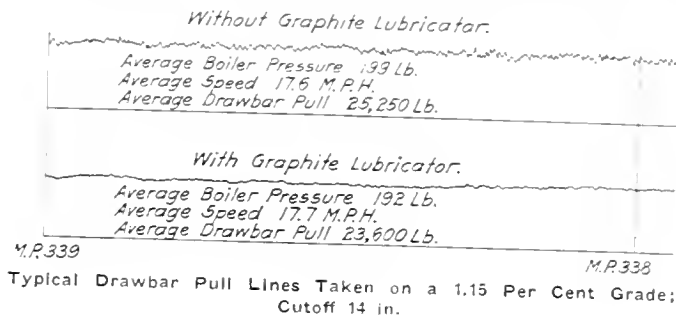 Without Graphite Lubricator.
Average Boiler Pressure 199 Lb.
Average Speed 17.6 M.P.H.
Average Drawbar Pull 25,250 Lb.
With Graphite Lubricator.
Average Boiler Pressure 192 Lb.
Average Speed 17.7 M.P.H.
Average Drawbar Pull 23,600 Lb.
M.P.339
M.P.338
Typical Drawbar Pull Lines Taken on a 1.15 Per Cent Grade;
Cutoff 14 in.